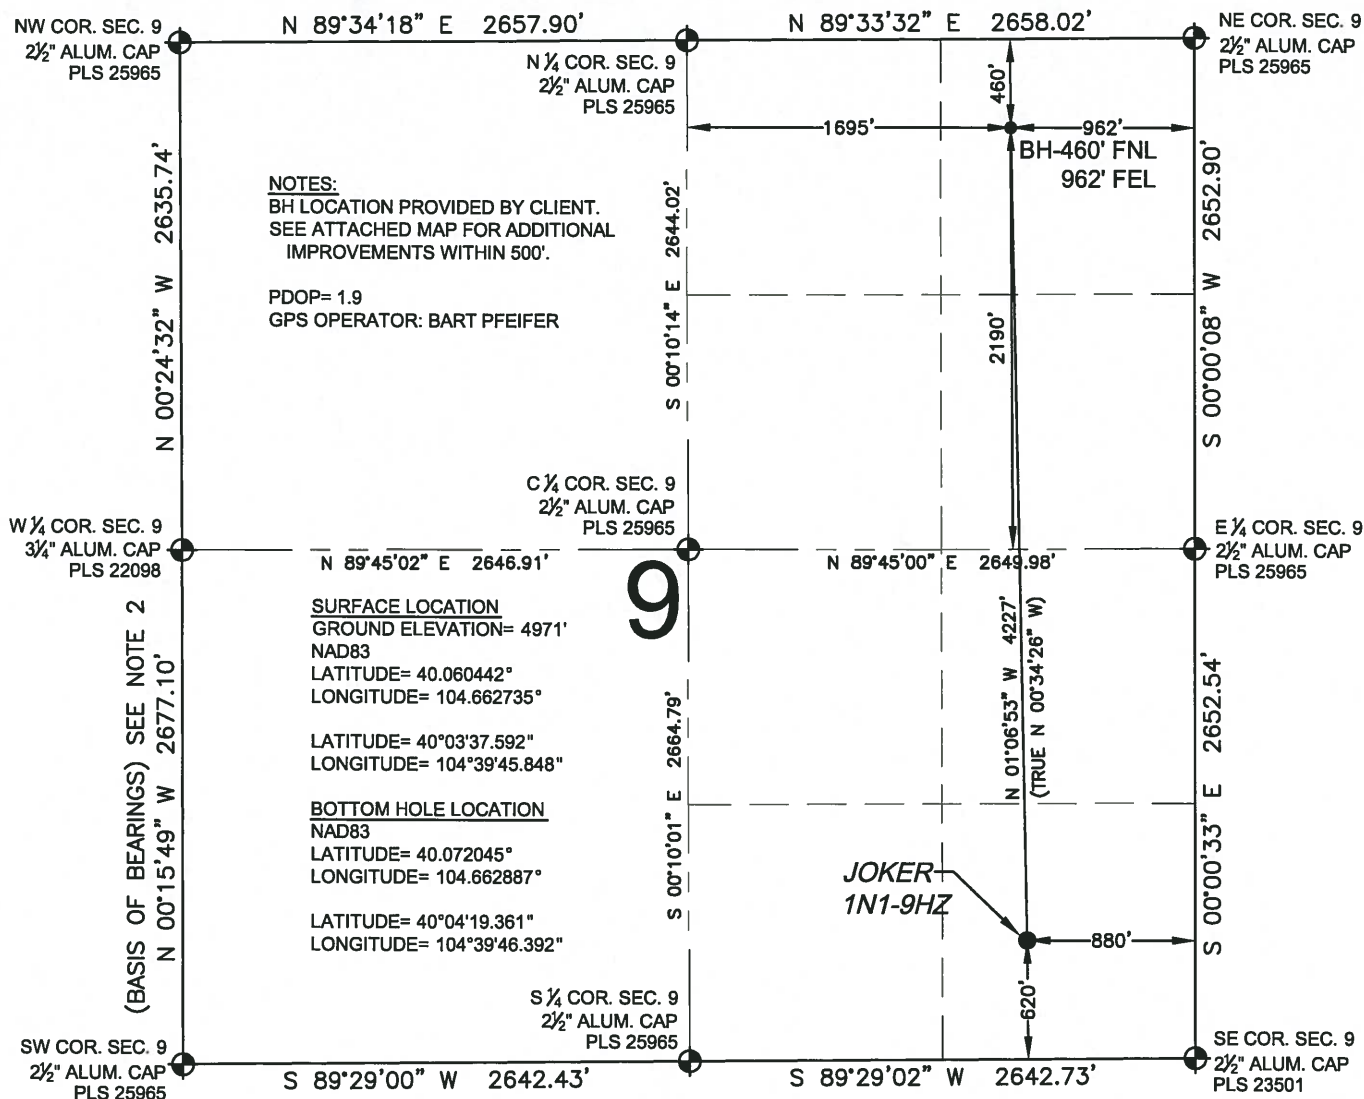 NW COR. SEC. 9
2½" ALUM. CAP
PLS 25965
N 89°34'18" E 2657.90'
N ¼ COR. SEC. 9
2½" ALUM. CAP
PLS 25965
N 89°33'32" E 2658.02'
NE COR. SEC. 9
2½" ALUM. CAP
PLS 25965
460'
1695'
962'
BH-460' FNL
962' FEL
N 00°24'32" W 2635.74'
NOTES:
BH LOCATION PROVIDED BY CLIENT.
SEE ATTACHED MAP FOR ADDITIONAL
IMPROVEMENTS WITHIN 500'.
PDOP= 1.9
GPS OPERATOR: BART PFEIFER
S 00°10'14" E 2644.02'
2190'
S 00°00'08" W 2652.90'
C ¼ COR. SEC. 9
2½" ALUM. CAP
PLS 25965
W ¼ COR. SEC. 9
3¼" ALUM. CAP
PLS 22098
N 89°45'02" E 2646.91'
N 89°45'00" E 2649.98'
E ¼ COR. SEC. 9
2½" ALUM. CAP
PLS 25965
9
(BASIS OF BEARINGS) SEE NOTE 2
N 00°15'49" W 2677.10'
SURFACE LOCATION
GROUND ELEVATION= 4971'
NAD83
LATITUDE= 40.060442°
LONGITUDE= 104.662735°
LATITUDE= 40°03'37.592"
LONGITUDE= 104°39'45.848"
BOTTOM HOLE LOCATION
NAD83
LATITUDE= 40.072045°
LONGITUDE= 104.662887°
LATITUDE= 40°04'19.361"
LONGITUDE= 104°39'46.392"
S 00°10'01" E 2664.79'
N 01°06'53" W 4227'
(TRUE N 00°34'26" W)
S 00°00'33" E 2652.54'
JOKER
1N1-9HZ
880'
620'
S ¼ COR. SEC. 9
2½" ALUM. CAP
PLS 25965
SW COR. SEC. 9
2½" ALUM. CAP
PLS 25965
S 89°29'00" W 2642.43'
S 89°29'02" W 2642.73'
SE COR. SEC. 9
2½" ALUM. CAP
PLS 23501